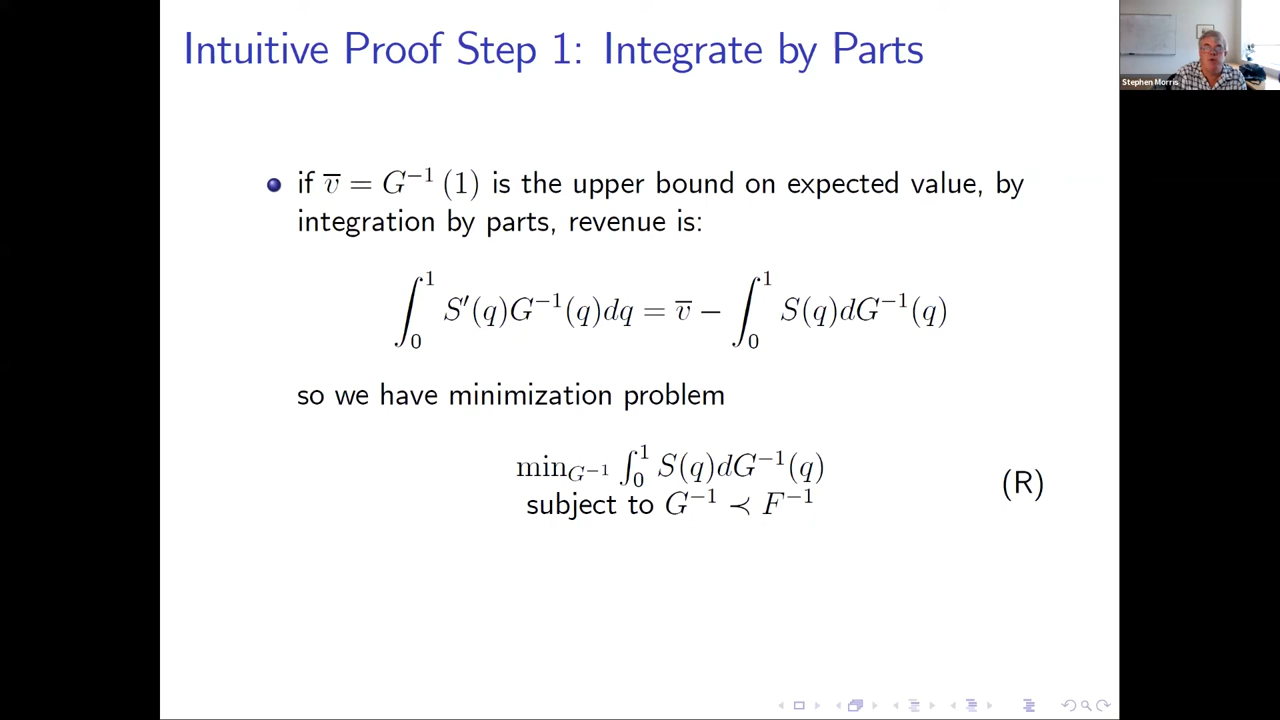 Intuitive Proof Step 1: Integrate by Parts
Stephen Morris
if v̅ = G⁻¹ (1) is the upper bound on expected value, by
integration by parts, revenue is:
∫₀¹ S′(q)G⁻¹(q)dq = v̅ − ∫₀¹ S(q)dG⁻¹(q)
so we have minimization problem
min_{G⁻¹} ∫₀¹ S(q)dG⁻¹(q)
subject to G⁻¹ ≺ F⁻¹
(R)